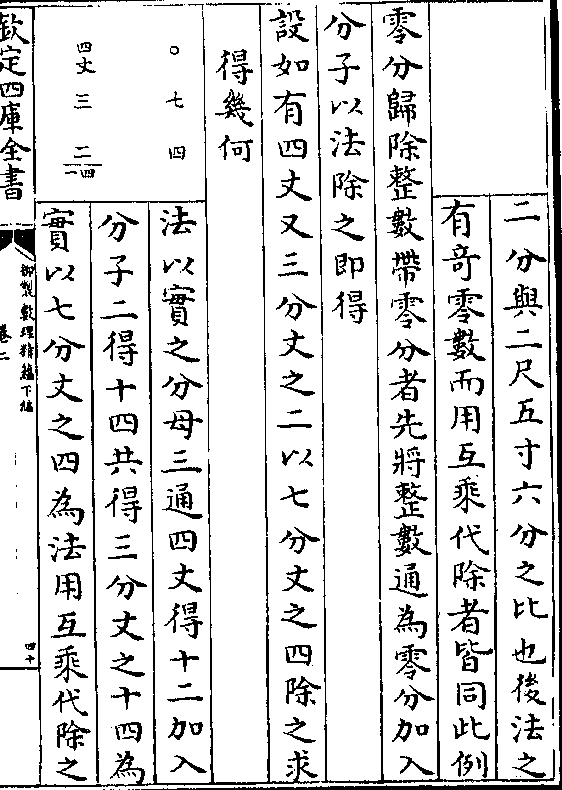 二分與二尺五寸六分之比也後法之
有竒零數而用互乘代除者皆同此例
零分歸除整數帶零分者先將整數通為零分加入
分子以法除之即得
設如有四丈又三分丈之二以七分丈之四除之求
得幾何
〇七四
四丈三二
一四
法以實之分母三通四丈得十二加入
分子二得十四共得三分丈之十四為
實以七分丈之四為法用互乘代除之
欽定四庫全書
御製數理精藴下編
卷二
四十